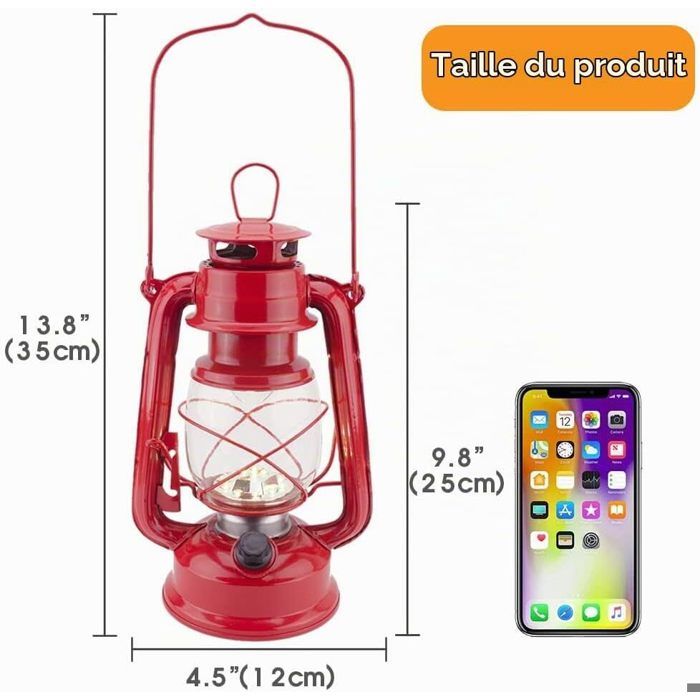 Taille du produit
13.8”
(35cm)
9.8”
(25cm)
4.5”(12cm)